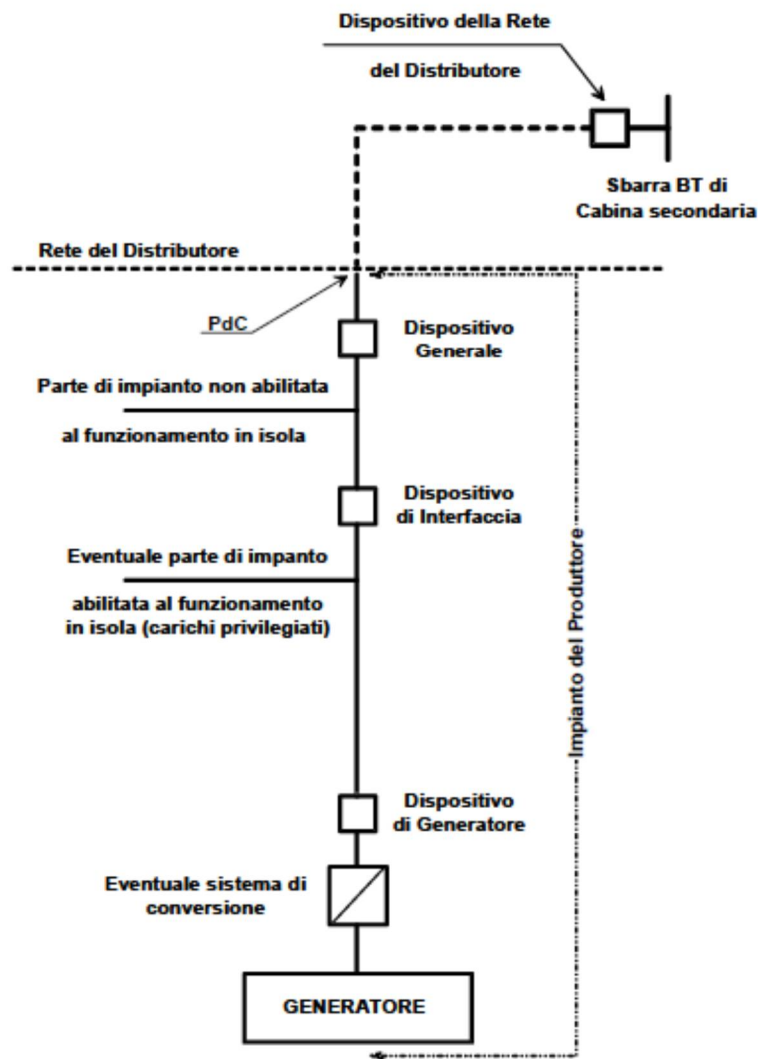 Dispositivo della Rete
del Distributore
Sbarra BT di
Cabina secondaria
Rete del Distributore
PdC
Dispositivo
Generale
Parte di impianto non abilitata
al funzionamento in isola
Dispositivo
di Interfaccia
Eventuale parte di impanto
abilitata al funzionamento
in isola (carichi privilegiati)
Impianto del Produttore
Dispositivo
di Generatore
Eventuale sistema di
conversione
GENERATORE